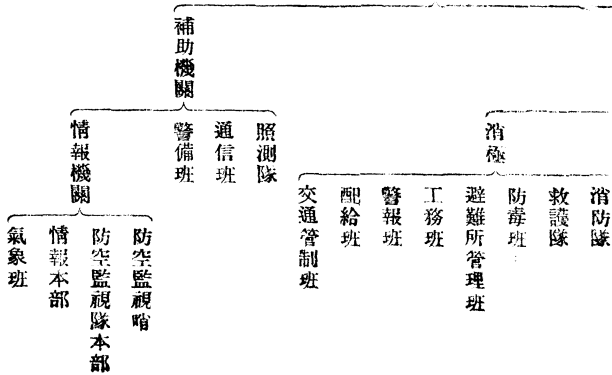 消極
消防隊
救護隊
防毒班
避難所管理班
工務班
警報班
配給班
交通管制班
補助機關
照測隊
通信班
警備班
情報機關
防空監視哨
防空監視隊本部
情報本部
氣象班